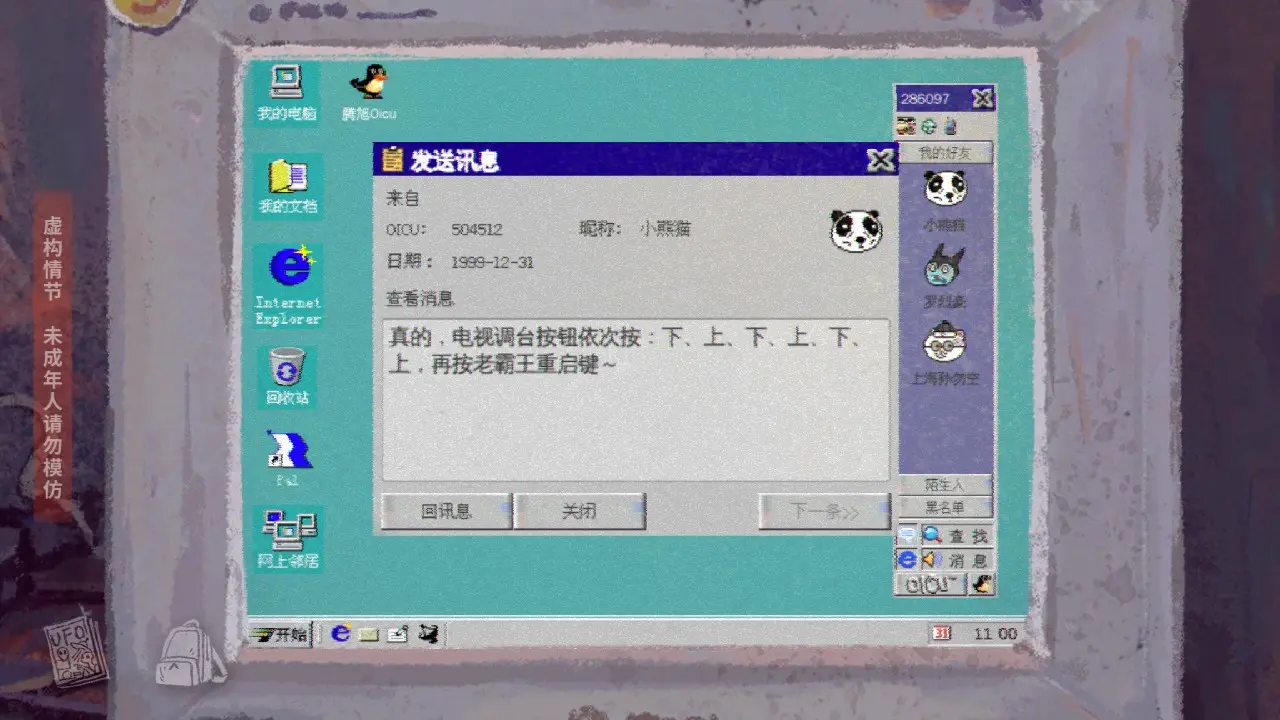 我的电脑
腾旭Oicu
我的文档
Internet
Explorer
回收站
Pal
网上邻居
发送讯息
来自
OICU: 504512 昵称: 小熊猫
日期: 1999-12-31
查看消息
真的，电视调台按钮依次按：下、上、下、上、下、
上，再按老霸王重启键~
回讯息
关闭
下一条>>
286097
我的好友
小熊猫
罗烈豪
上海孙勿空
陌生人
黑名单
查 找
消 息
OICU
开始
31
11 00
虚构情节 未成年人请勿模仿
UFO